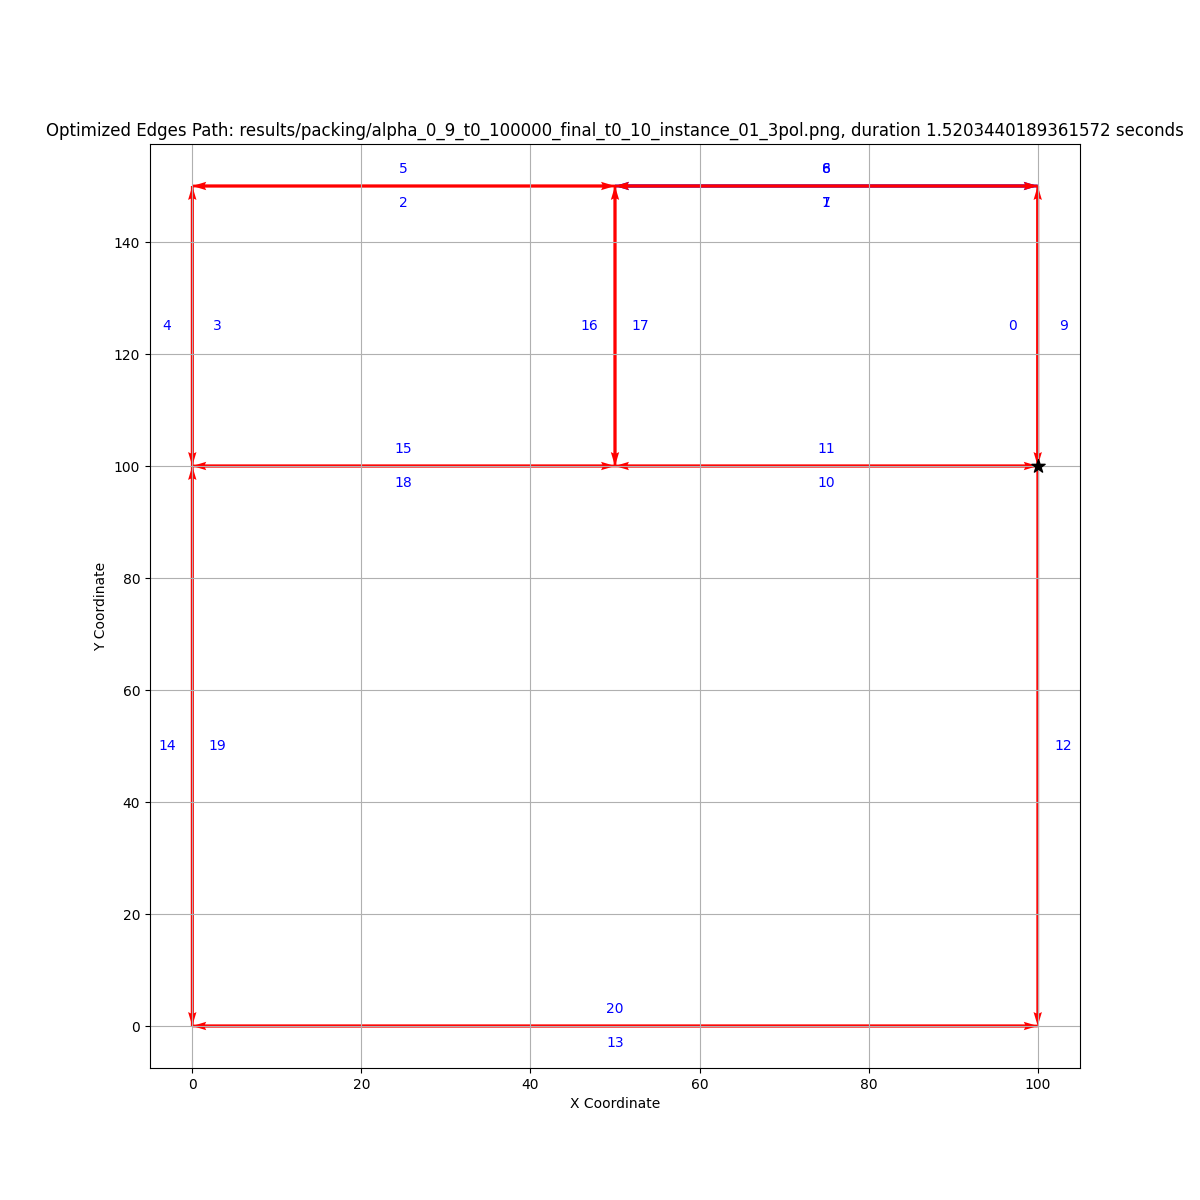 Optimized Edges Path: results/packing/alpha_0_9_t0_100000_final_t0_10_instance_01_3pol.png, duration 1.5203440189361572 seconds
5
2
140
4 3 16 17 0 9
120
15 11
100
18 10
80
Y Coordinate
60
14 19 12
40
20
20
13
0
0 20 40 60 80 100
X Coordinate